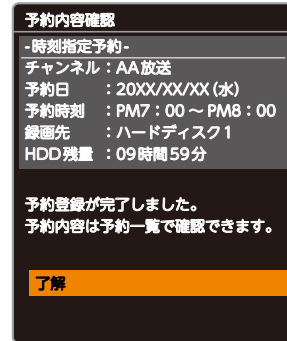 予約内容確認
-時刻指定予約-
チャンネル：AA放送
予約日　：20XX/XX/XX (水)
予約時刻　：PM7：00 ～ PM8：00
録画先　：ハードディスク1
HDD残量　：09時間59分
予約登録が完了しました。
予約内容は予約一覧で確認できます。
了解